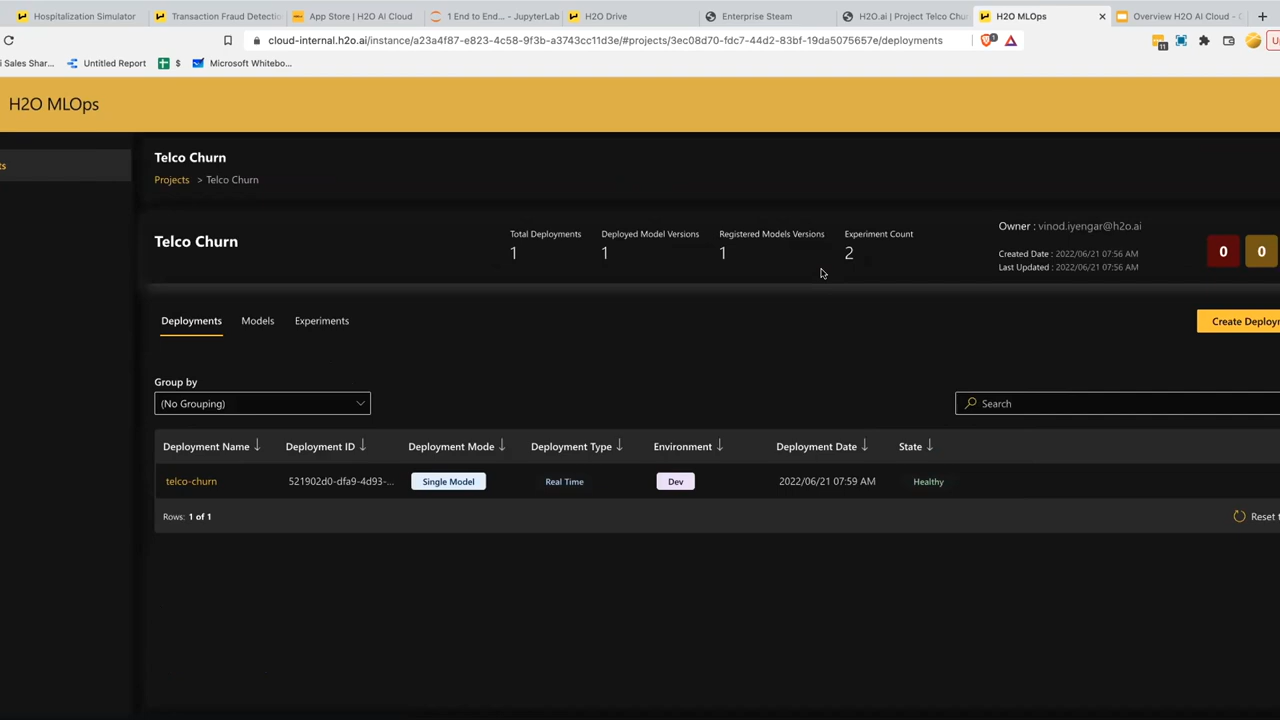 Hospitalization Simulator
Transaction Fraud Detectio
App Store | H2O AI Cloud
1 End to End... - JupyterLab
H2O Drive
Enterprise Steam
H2O.ai | Project Telco Chur
H2O MLOps
Overview H2O AI Cloud - G
cloud-internal.h2o.ai/instance/a23a4f87-e823-4c58-9f3b-a3743cc11d3e/#projects/3ec08d70-fdc7-44d2-83bf-19da5075657e/deployments
11
1
i Sales Shar...
Untitled Report
$
Microsoft Whitebo...
H2O MLOps
ts
Telco Churn
Projects > Telco Churn
Telco Churn
Total Deployments
1
Deployed Model Versions
1
Registered Models Versions
1
Experiment Count
2
Owner : vinod.iyengar@h2o.ai
Created Date : 2022/06/21 07:56 AM
Last Updated : 2022/06/21 07:56 AM
0
0
Deployments
Models
Experiments
Create Deploym
Group by
(No Grouping)
Search
Deployment Name
Deployment ID
Deployment Mode
Deployment Type
Environment
Deployment Date
State
telco-churn
521902d0-dfa9-4d93-...
Single Model
Real Time
Dev
2022/06/21 07:59 AM
Healthy
Rows: 1 of 1
Reset t